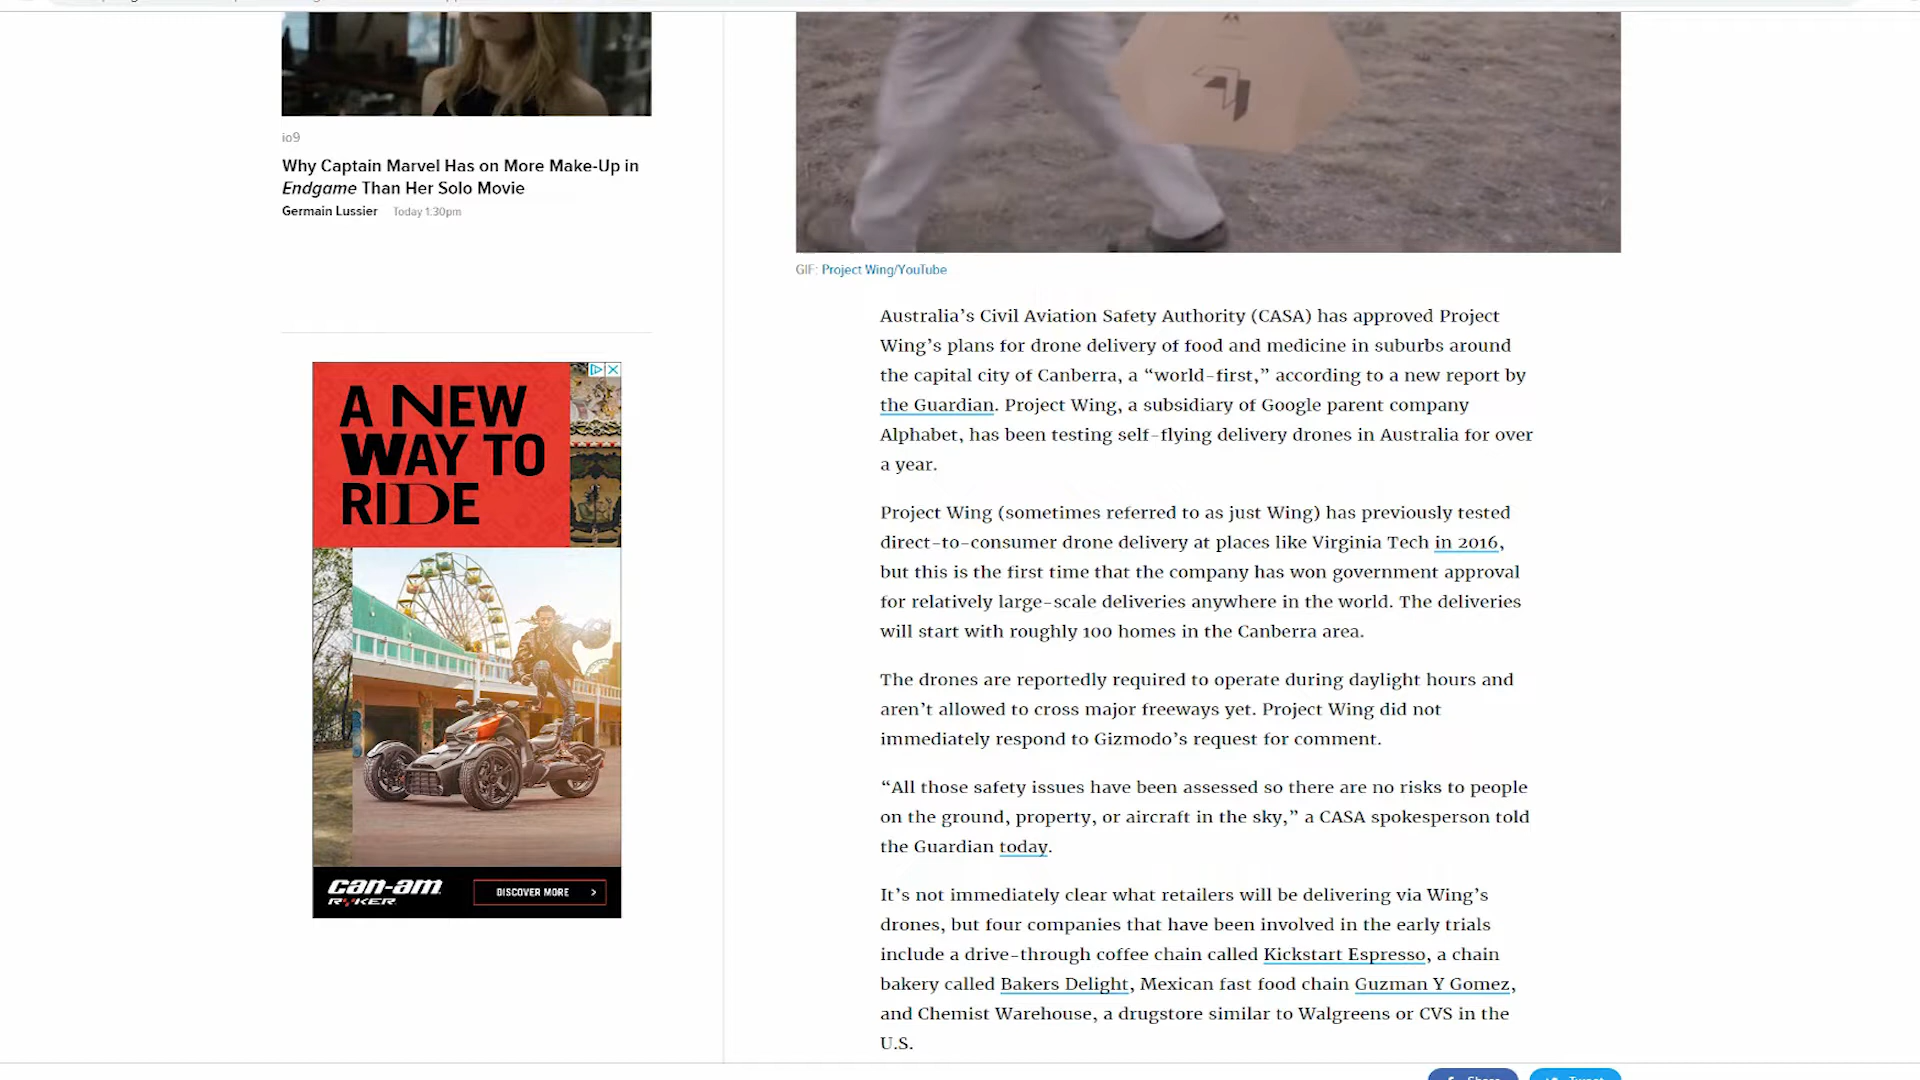 io9
Why Captain Marvel Has on More Make-Up in
Endgame Than Her Solo Movie
Germain Lussier Today 1:30pm
A NEW
WAY TO
RIDE
can-am
RYKER
DISCOVER MORE >
GIF: Project Wing/YouTube
Australia’s Civil Aviation Safety Authority (CASA) has approved Project
Wing’s plans for drone delivery of food and medicine in suburbs around
the capital city of Canberra, a “world-first,” according to a new report by
the Guardian. Project Wing, a subsidiary of Google parent company
Alphabet, has been testing self-flying delivery drones in Australia for over
a year.
Project Wing (sometimes referred to as just Wing) has previously tested
direct-to-consumer drone delivery at places like Virginia Tech in 2016,
but this is the first time that the company has won government approval
for relatively large-scale deliveries anywhere in the world. The deliveries
will start with roughly 100 homes in the Canberra area.
The drones are reportedly required to operate during daylight hours and
aren’t allowed to cross major freeways yet. Project Wing did not
immediately respond to Gizmodo’s request for comment.
“All those safety issues have been assessed so there are no risks to people
on the ground, property, or aircraft in the sky,” a CASA spokesperson told
the Guardian today.
It’s not immediately clear what retailers will be delivering via Wing’s
drones, but four companies that have been involved in the early trials
include a drive-through coffee chain called Kickstart Espresso, a chain
bakery called Bakers Delight, Mexican fast food chain Guzman Y Gomez,
and Chemist Warehouse, a drugstore similar to Walgreens or CVS in the
U.S.
Share
Tweet